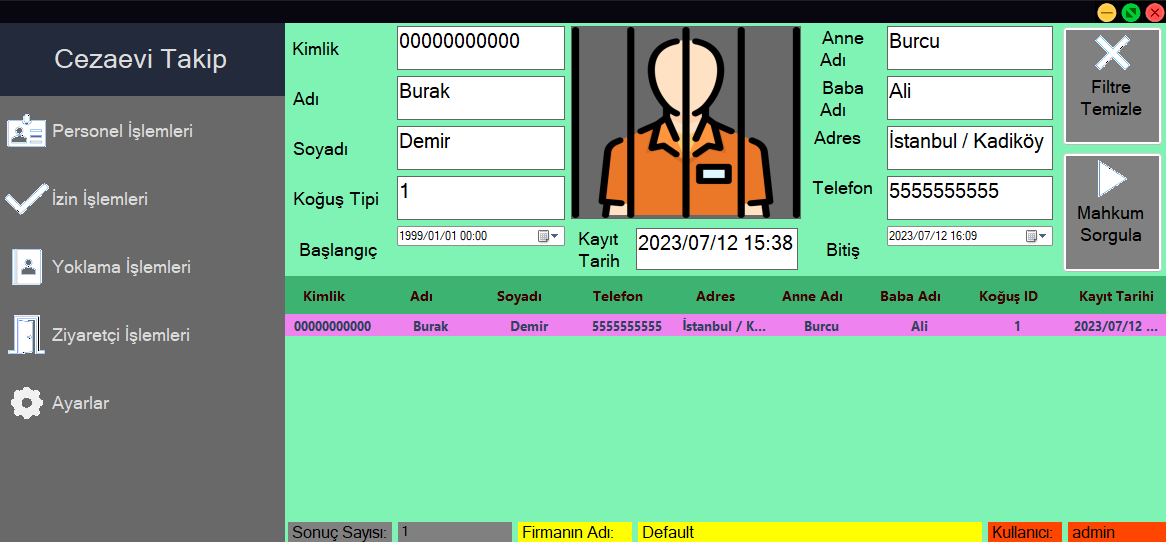 Cezaevi Takip
Personel İşlemleri
İzin İşlemleri
Yoklama İşlemleri
Ziyaretçi İşlemleri
Ayarlar
Kimlik
00000000000
Adı
Burak
Soyadı
Demir
Koğuş Tipi
1
Başlangıç
1999/01/01 00:00
Kayıt
Tarih
2023/07/12 15:38
Anne
Adı
Burcu
Baba
Adı
Ali
Adres
İstanbul / Kadiköy
Telefon
5555555555
Bitiş
2023/07/12 16:09
Filtre
Temizle
Mahkum
Sorgula
Kimlik Adı Soyadı Telefon Adres Anne Adı Baba Adı Koğuş ID Kayıt Tarihi
00000000000 Burak Demir 5555555555 İstanbul / K... Burcu Ali 1 2023/07/12 ...
Sonuç Sayısı: 1 Firmanın Adı: Default Kullanıcı: admin